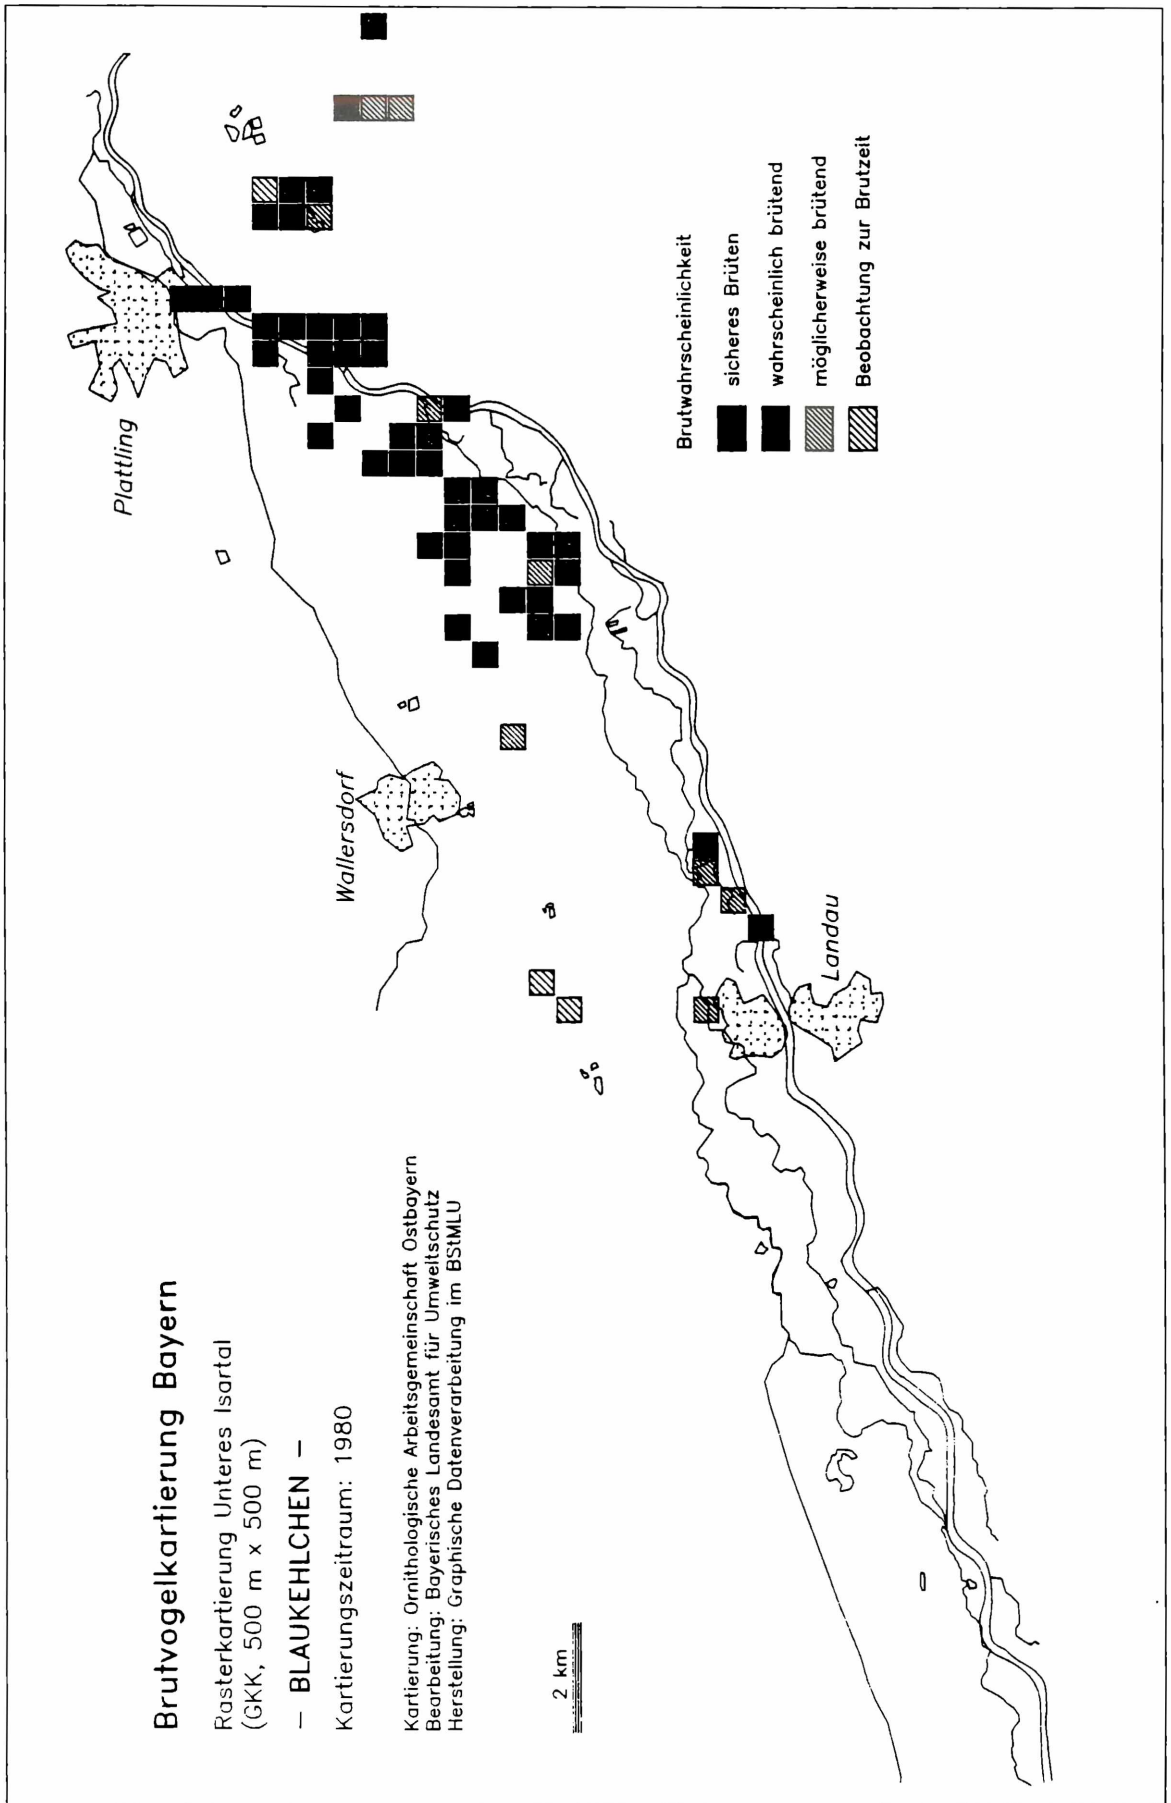 Brutvogelkartierung Bayern
Rasterkartierung Unteres Isartal
(GKK, 500 m x 500 m)
– BLAUKEHLCHEN –
Kartierungszeitraum: 1980
Kartierung: Ornithologische Arbeitsgemeinschaft Ostbayern
Bearbeitung: Bayerisches Landesamt für Umweltschutz
Herstellung: Graphische Datenverarbeitung im BStMLU
2 km
Plattling
Wallersdorf
Landau
Brutwahrscheinlichkeit
sicheres Brüten
wahrscheinlich brütend
möglicherweise brütend
Beobachtung zur Brutzeit